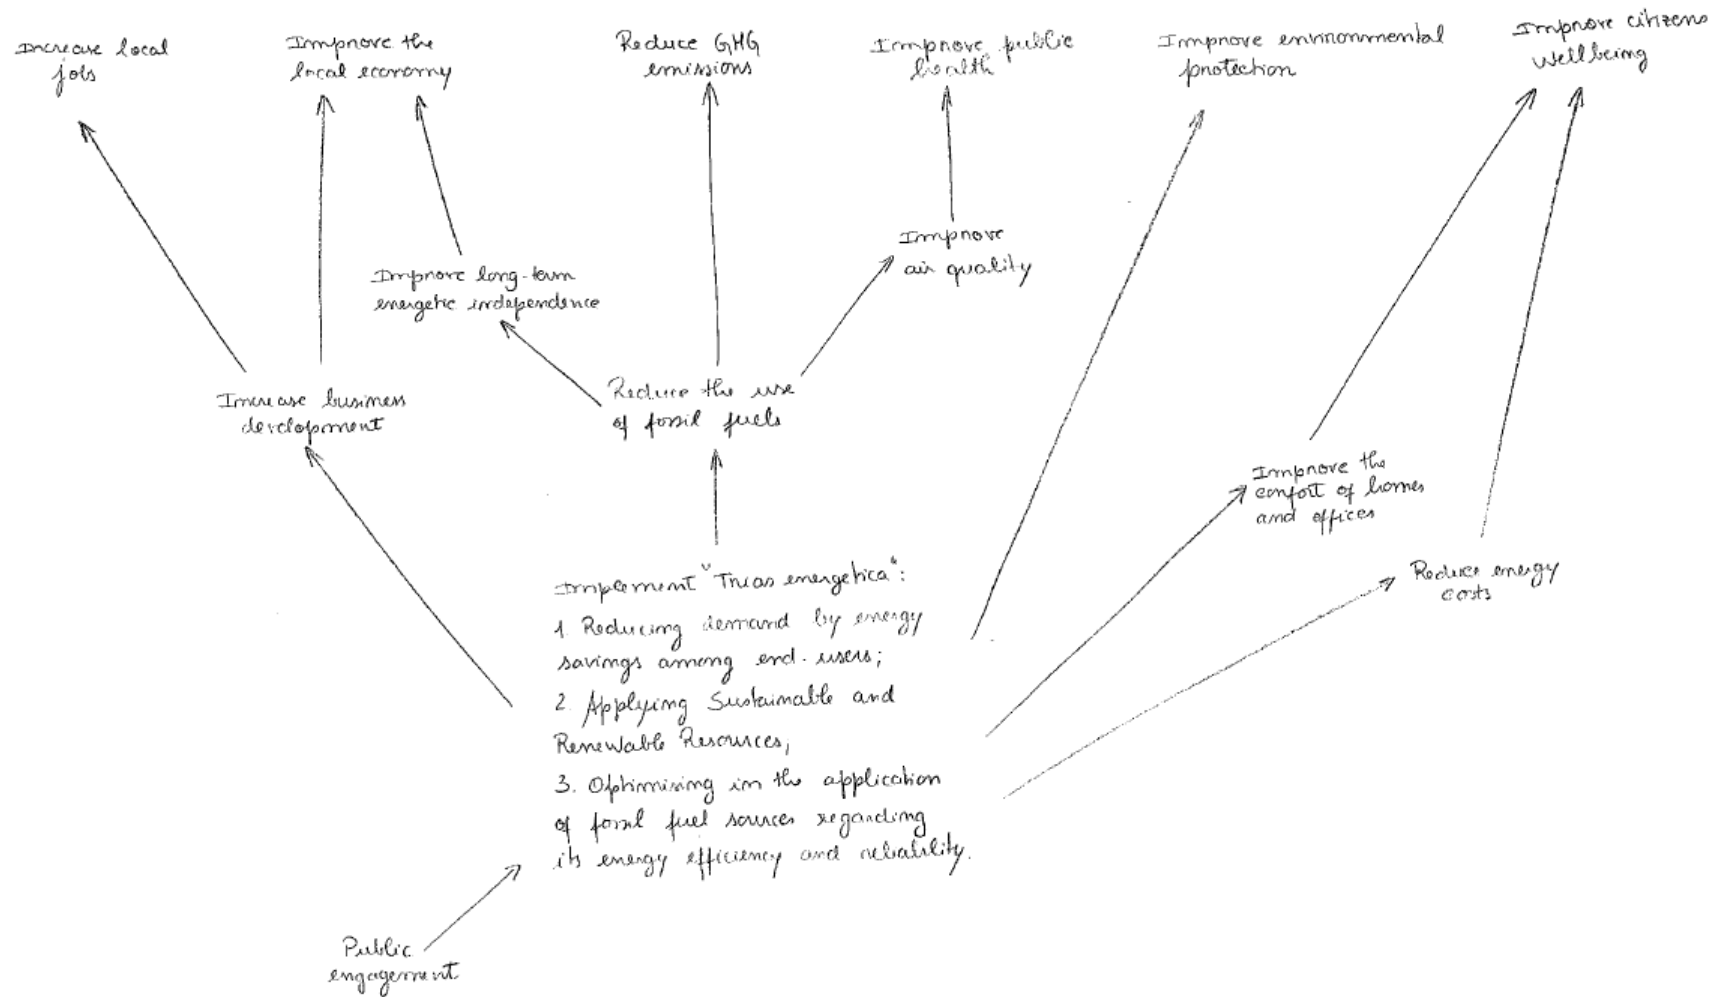 Increase local
jobs
Improve the
local economy
Reduce GHG
emissions
Improve public
health
Improve environmental
protection
Improve citizens
wellbeing
Improve
air quality
Improve long-term
energetic independence
Increase business
development
Reduce the use
of fossil fuels
Improve the
confort of homes
and offices
Reduce energy
costs
Implement "Trias energetica":
1 Reducing demand by energy
savings among end-users;
2. Applying Sustainable and
Renewable Resources;
3. Optimising in the application
of fossil fuel sources regarding
its energy efficiency and reliability.
Public
engagement